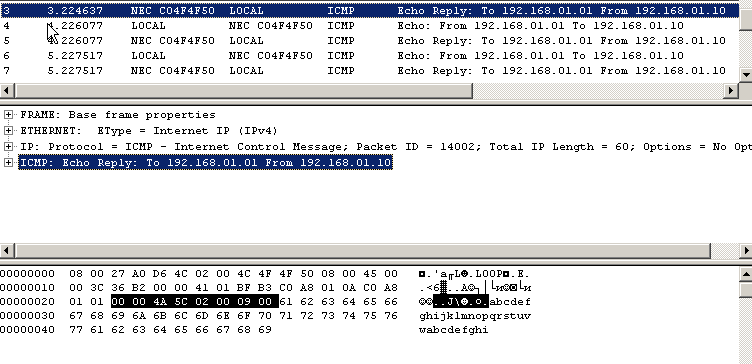 3 3.224637 NEC C04F4F50 LOCAL ICMP Echo Reply: To 192.168.01.01 From 192.168.01.10
4 4.226077 LOCAL NEC C04F4F50 ICMP Echo: From 192.168.01.01 To 192.168.01.10
5 4.226077 NEC C04F4F50 LOCAL ICMP Echo Reply: To 192.168.01.01 From 192.168.01.10
6 5.227517 LOCAL NEC C04F4F50 ICMP Echo: From 192.168.01.01 To 192.168.01.10
7 5.227517 NEC C04F4F50 LOCAL ICMP Echo Reply: To 192.168.01.01 From 192.168.01.10
FRAME: Base frame properties
ETHERNET: EType = Internet IP (IPv4)
IP: Protocol = ICMP - Internet Control Message; Packet ID = 14002; Total IP Length = 60; Options = No Opt
ICMP: Echo Reply: To 192.168.01.01 From 192.168.01.10
00000000 08 00 27 A0 D6 4C 02 00 4C 4F 4F 50 08 00 45 00 ◘.'á╓L☻.LOOP◘.E.
00000010 00 3C 36 B2 00 00 41 01 BF B3 C0 A8 01 0A C0 A8 .<6▓..A☺┐│└
00000020 01 01 00 00 4A 5C 02 00 09 00 61 62 63 64 65 66 ☺☺..J\☻.o.abcdef
00000030 67 68 69 6A 6B 6C 6D 6E 6F 70 71 72 73 74 75 76 ghijklmnopqrstuv
00000040 77 61 62 63 64 65 66 67 68 69 wabcdefghi